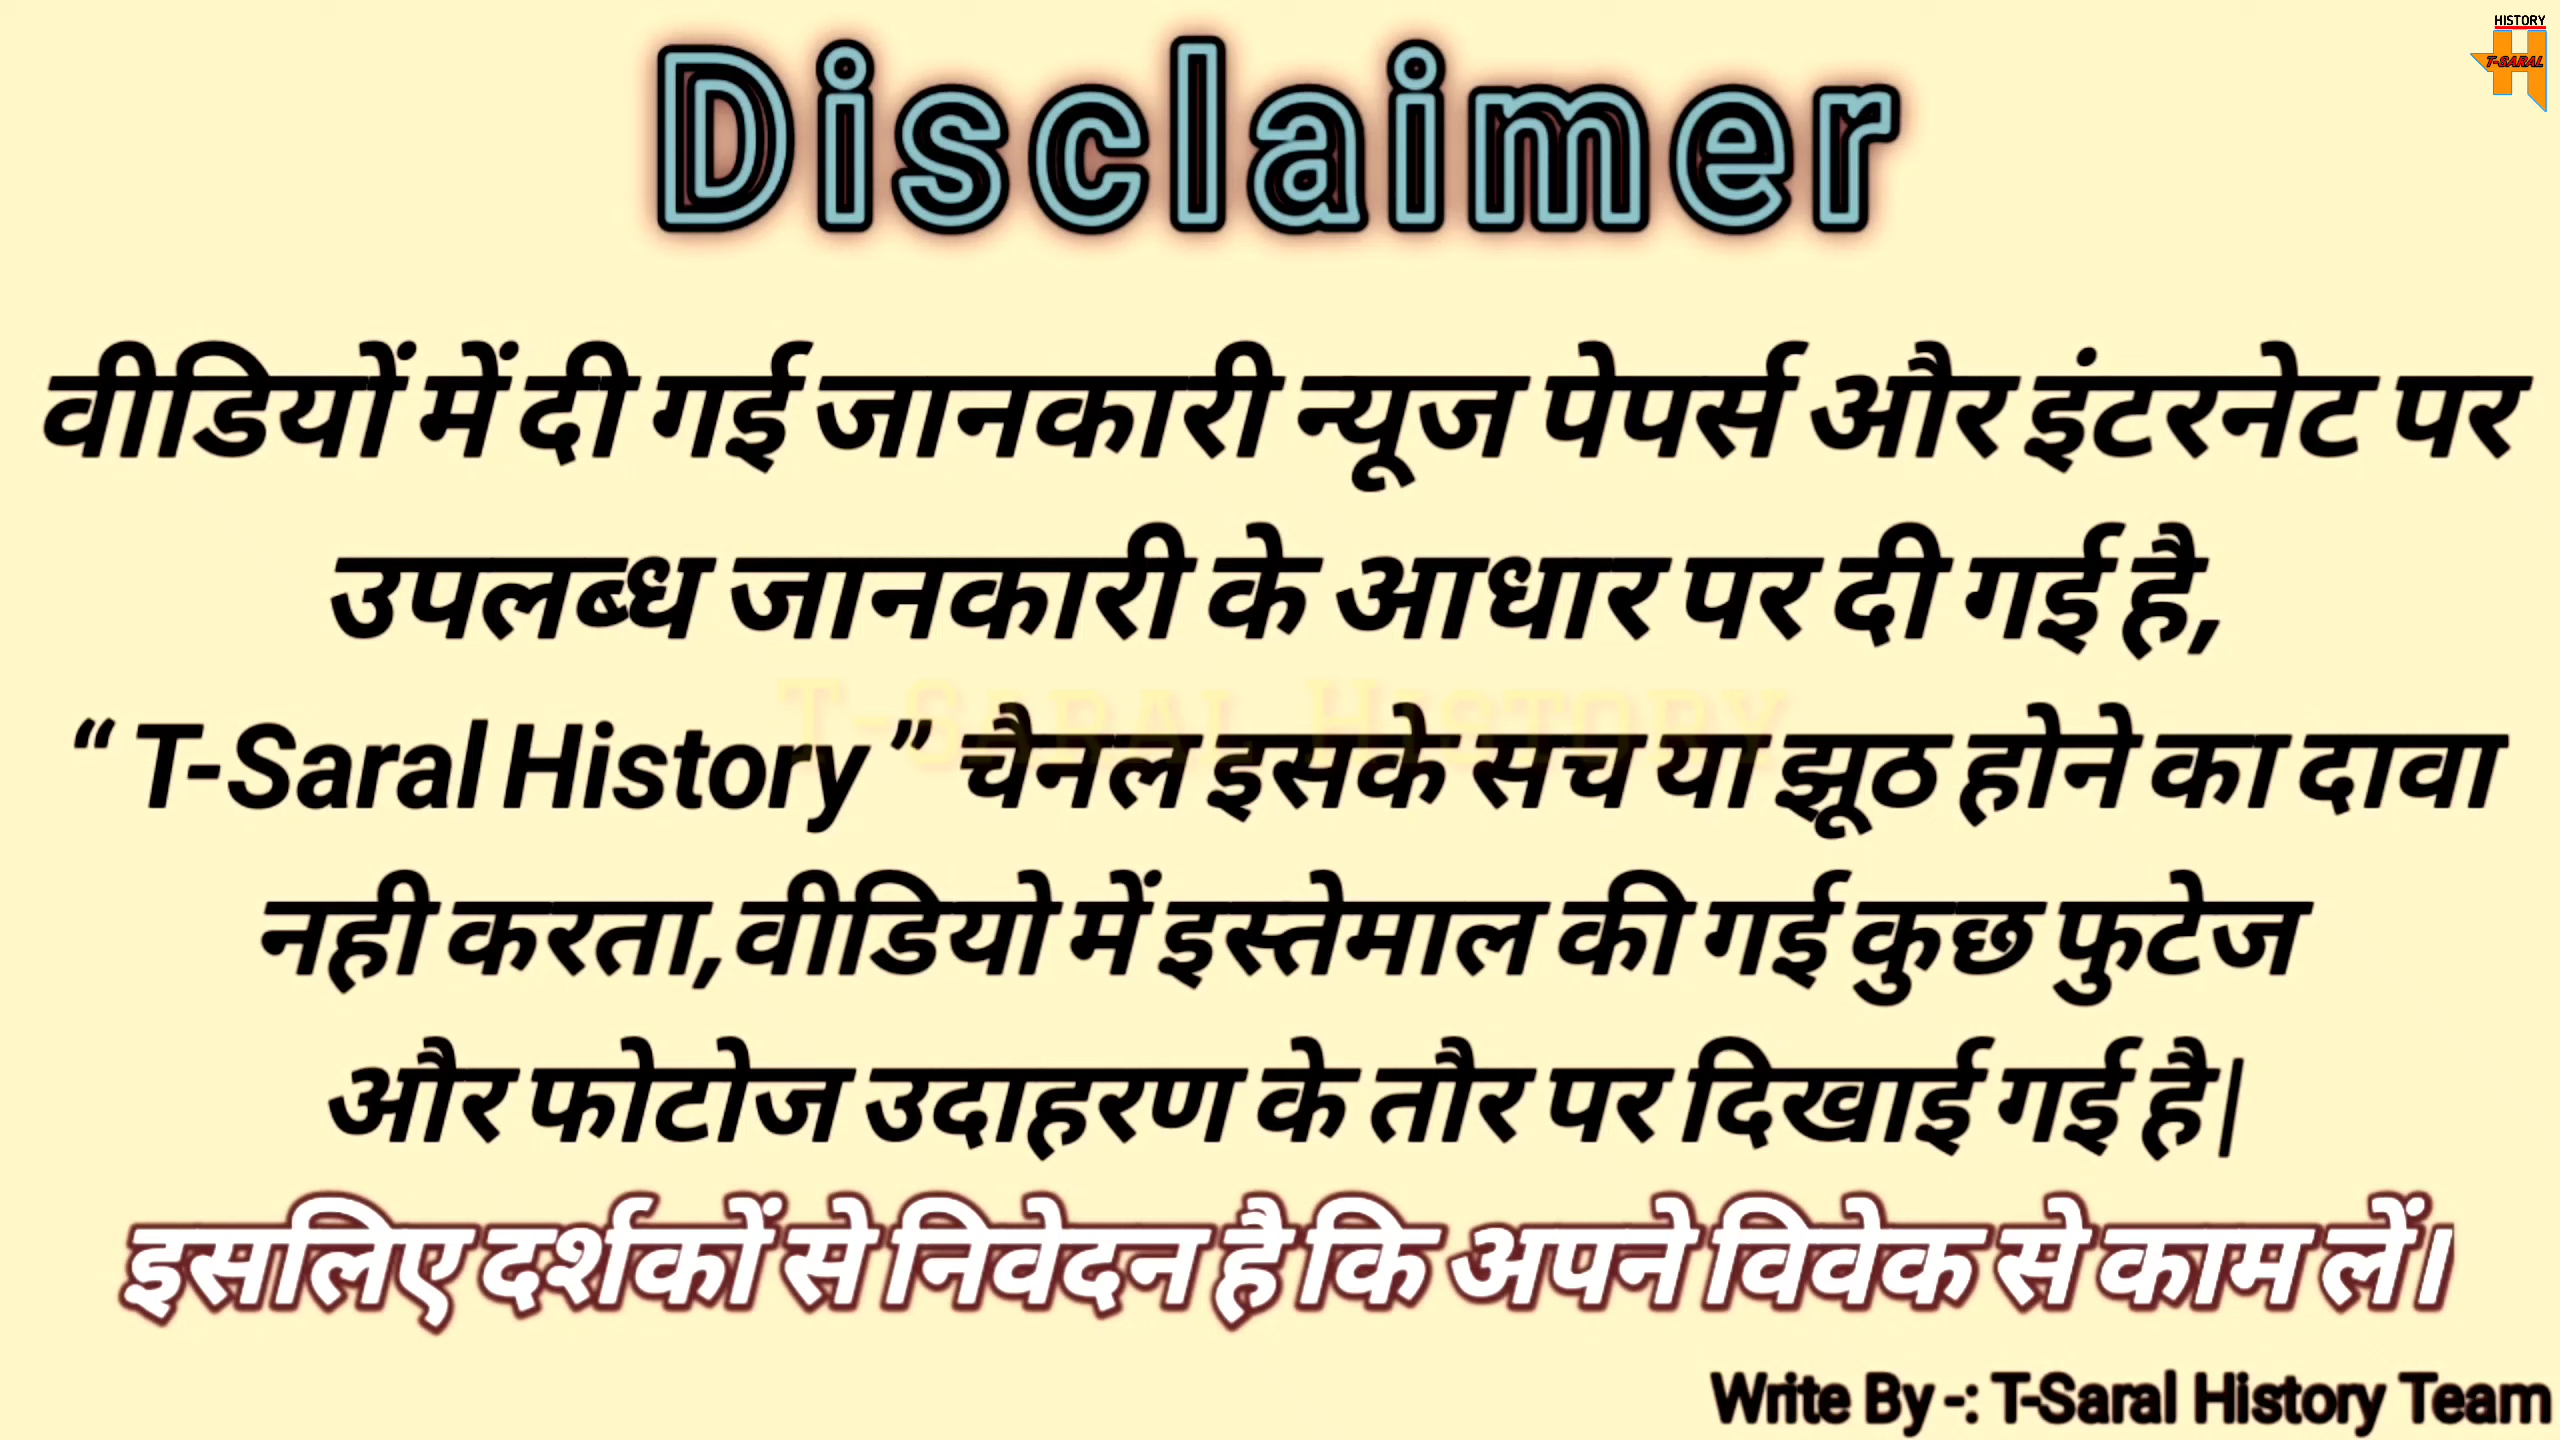 HISTORY
T-SARAL
Disclaimer
वीडियों में दी गई जानकारी न्यूज पेपर्स और इंटरनेट पर
उपलब्ध जानकारी के आधार पर दी गई है,
T-Saral History
“ T-Saral History ” चैनल इसके सच या झूठ होने का दावा
नही करता,वीडियो में इस्तेमाल की गई कुछ फुटेज
और फोटोज उदाहरण के तौर पर दिखाई गई है|
इसलिए दर्शकों से निवेदन है कि अपने विवेक से काम लें।
Write By -: T-Saral History Team